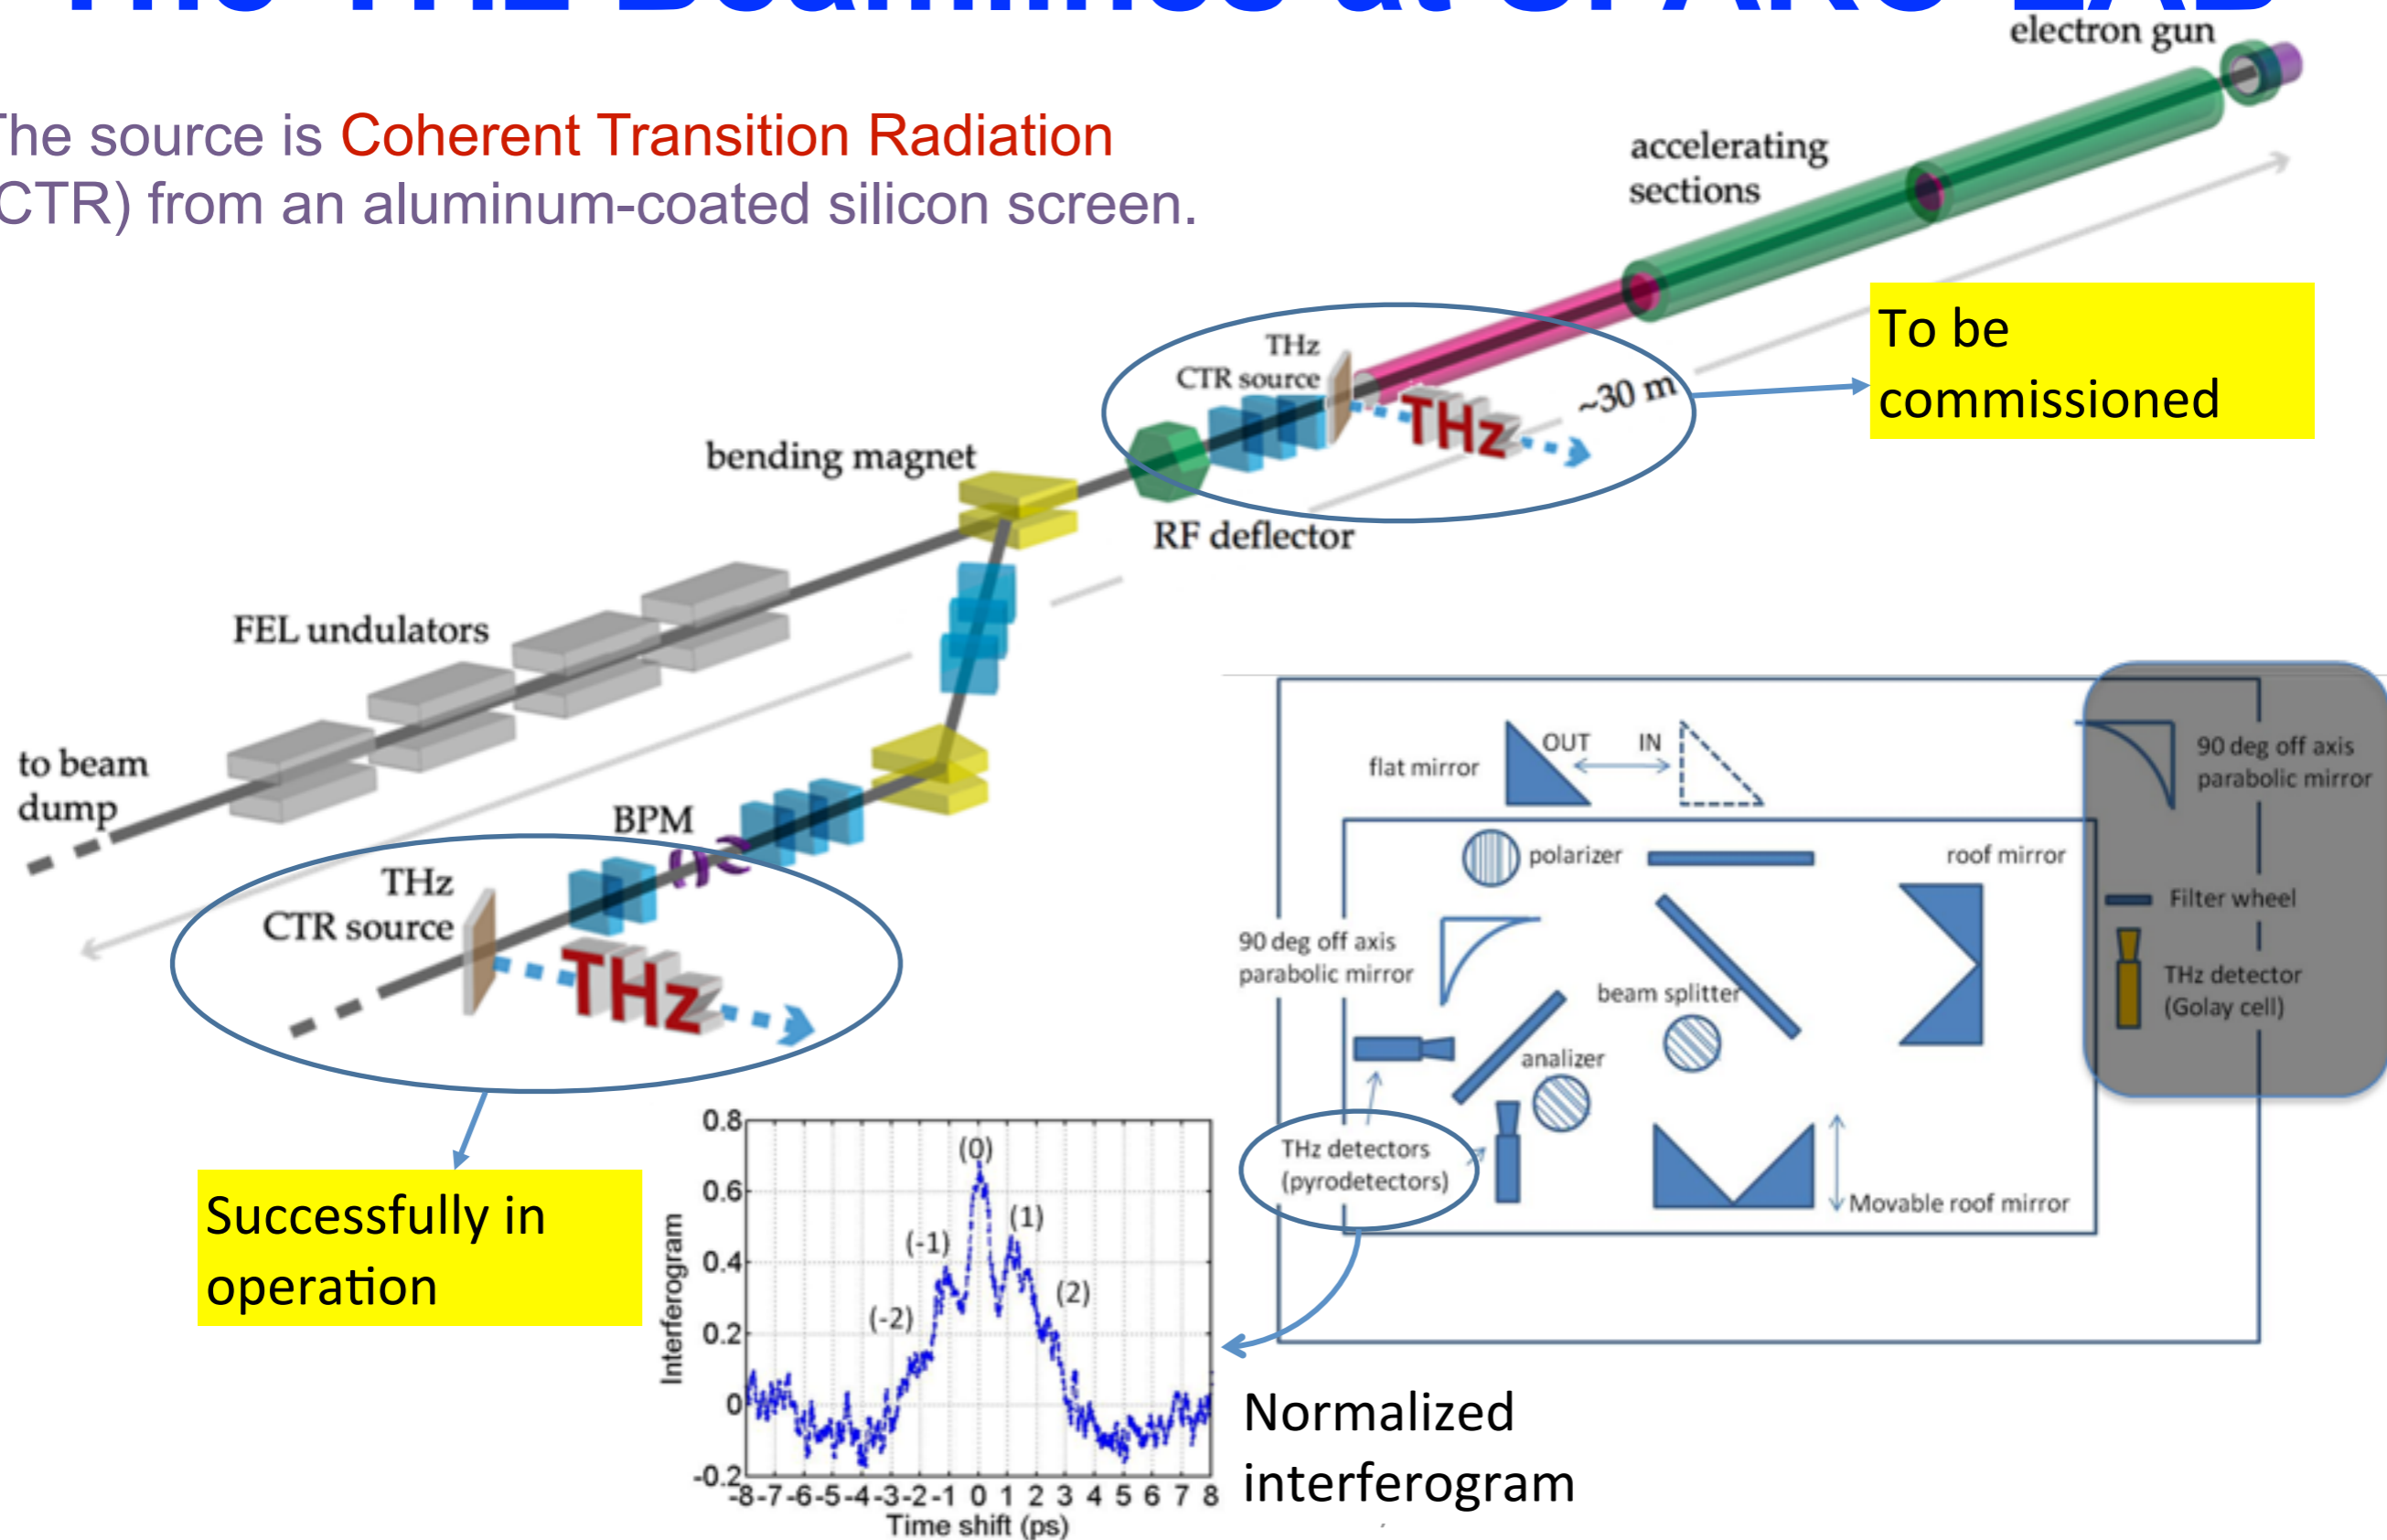 The THz Beamlines at SPARC LAB
electron gun
The source is Coherent Transition Radiation
CTR) from an aluminum-coated silicon screen.
accelerating
sections
To be
commissioned
THz
CTR source
THz
~30 m
bending magnet
RF deflector
FEL undulators
to beam
dump
BPM
THz
CTR source
THz
Successfully in
operation
flat mirror
OUT
IN
90 deg off axis
parabolic mirror
polarizer
roof mirror
Filter wheel
90 deg off axis
parabolic mirror
THz detector
(Golay cell)
beam splitter
analizer
THz detectors
(pyrodetectors)
Movable roof mirror
0.8
0.6
0.4
0.2
0
-0.2
Interferogram
(0)
(1)
(-1)
(2)
(-2)
-8 -7 -6 -5 -4 -3 -2 -1 0 1 2 3 4 5 6 7 8
Time shift (ps)
Normalized
interferogram